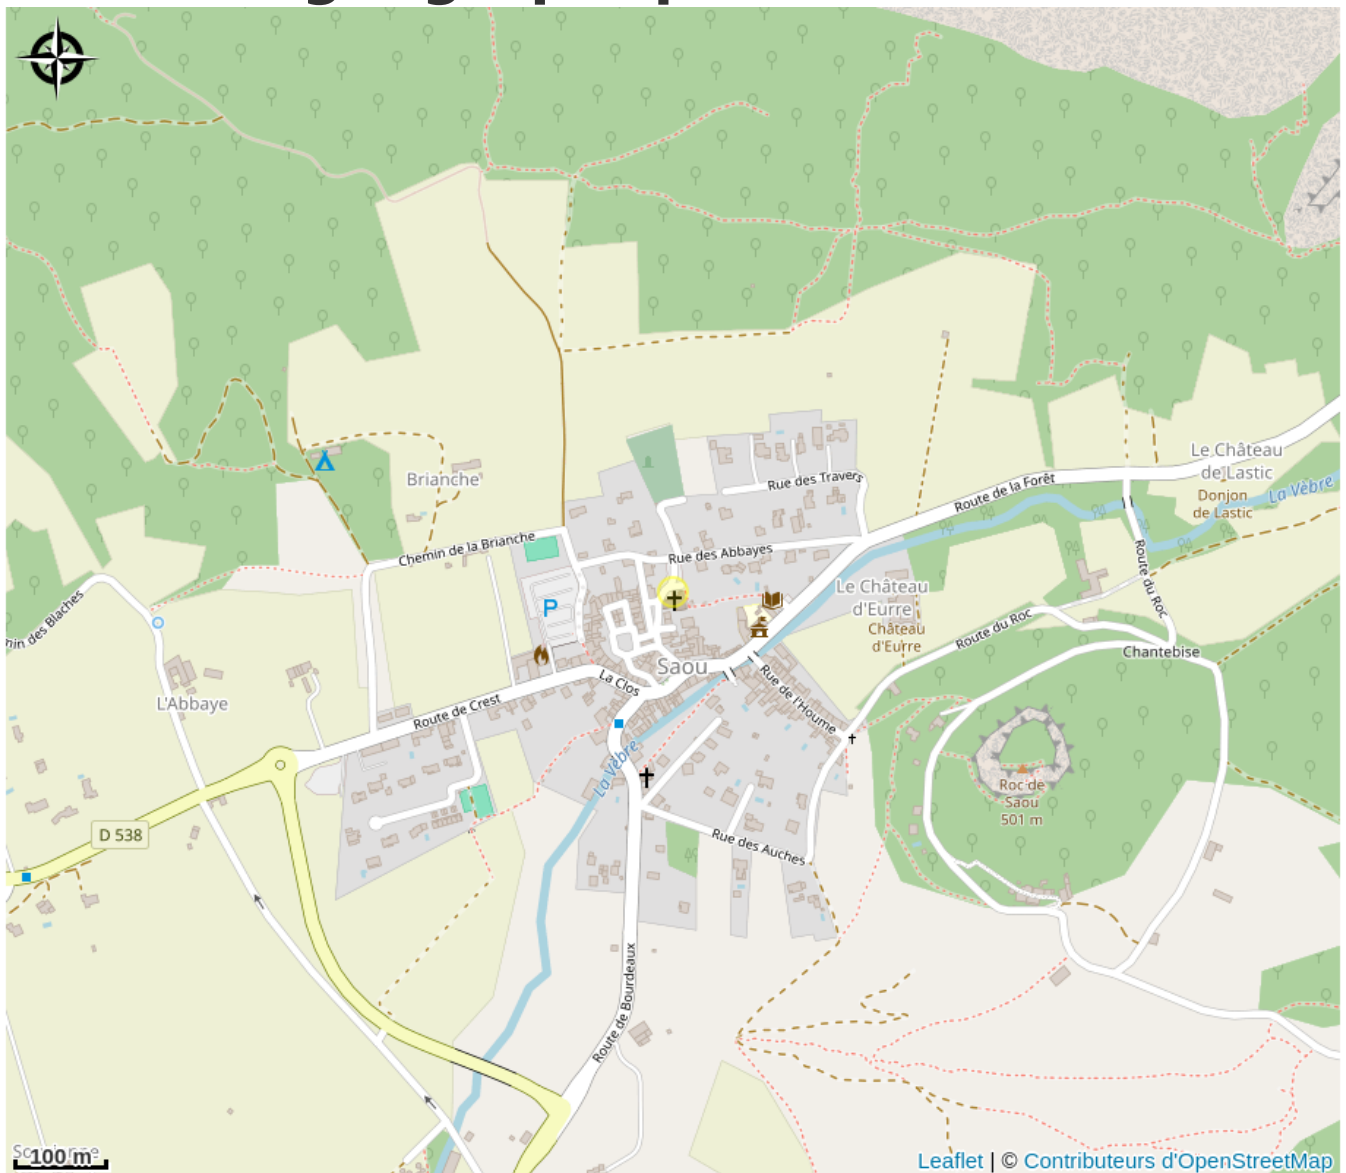 Rue des Travers
Le Château
de Lastic
Donjon
de Lastic
La Vèbre
Route de la Forêt
Brianche
Chemin de la Brianche
Rue des Abbayes
Route du Roc
Le Château
d'Eurre
Château
d'Eurre
Route du Roc
Chantebise
min des Blaches
P
Saou
La Clos
Rue de l'Houme
L'Abbaye
Route de Crest
La Vèbre
Roc de
Saou
501 m
D 538
Rue des Auches
Route de Bourdeaux
100 m
Leaflet | © Contributeurs d'OpenStreetMap